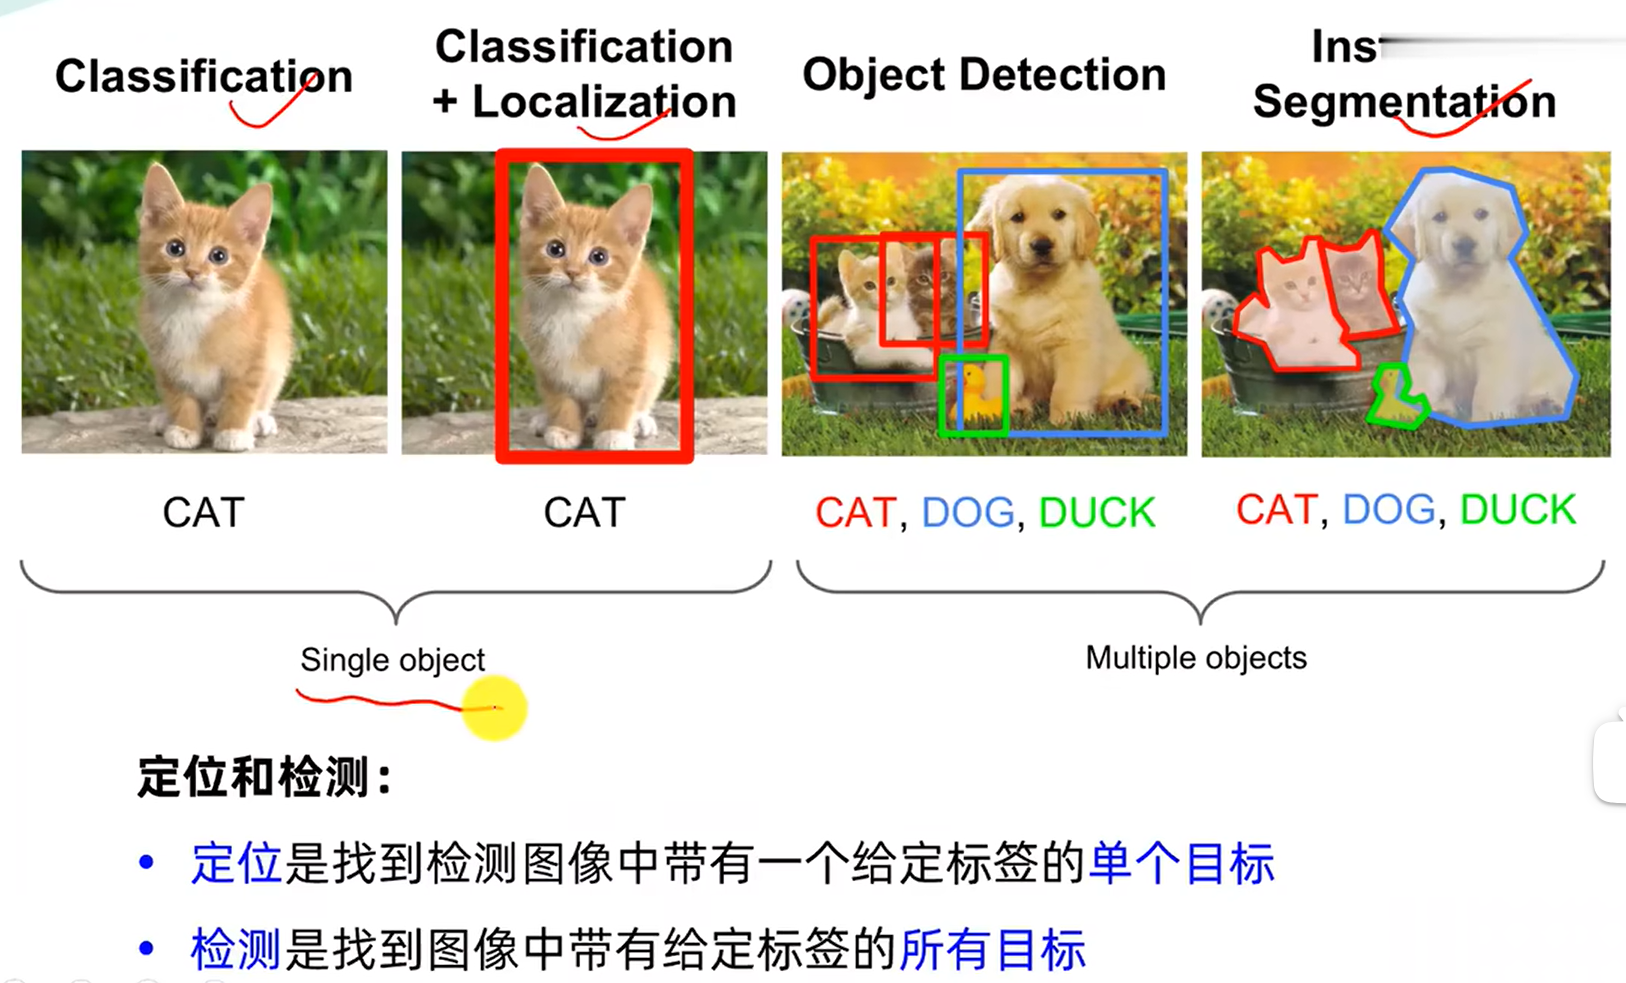 Classification
Classification
+ Localization
Object Detection
Segmentation
CAT
CAT
CAT, DOG, DUCK
CAT, DOG, DUCK
Single object
Multiple objects
定位和检测：
• 定位是找到检测图像中带有一个给定标签的单个目标
• 检测是找到图像中带有给定标签的所有目标